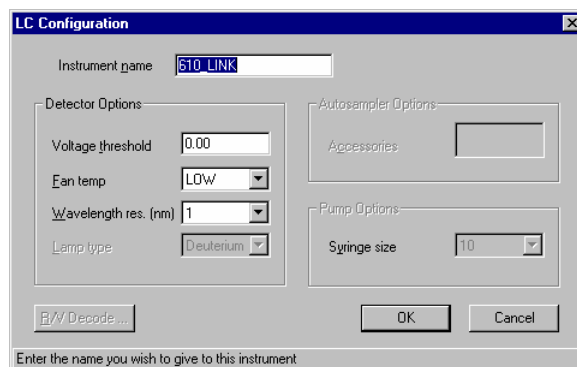 LC Configuration
Instrument name 610_LINK
Detector Options
Voltage threshold 0.00
Fan temp LOW
Wavelength res. (nm) 1
Lamp type Deuterium
Autosampler Options
Accessories
Pump Options
Syringe size 10
R/V Decode ...
OK
Cancel
Enter the name you wish to give to this instrument